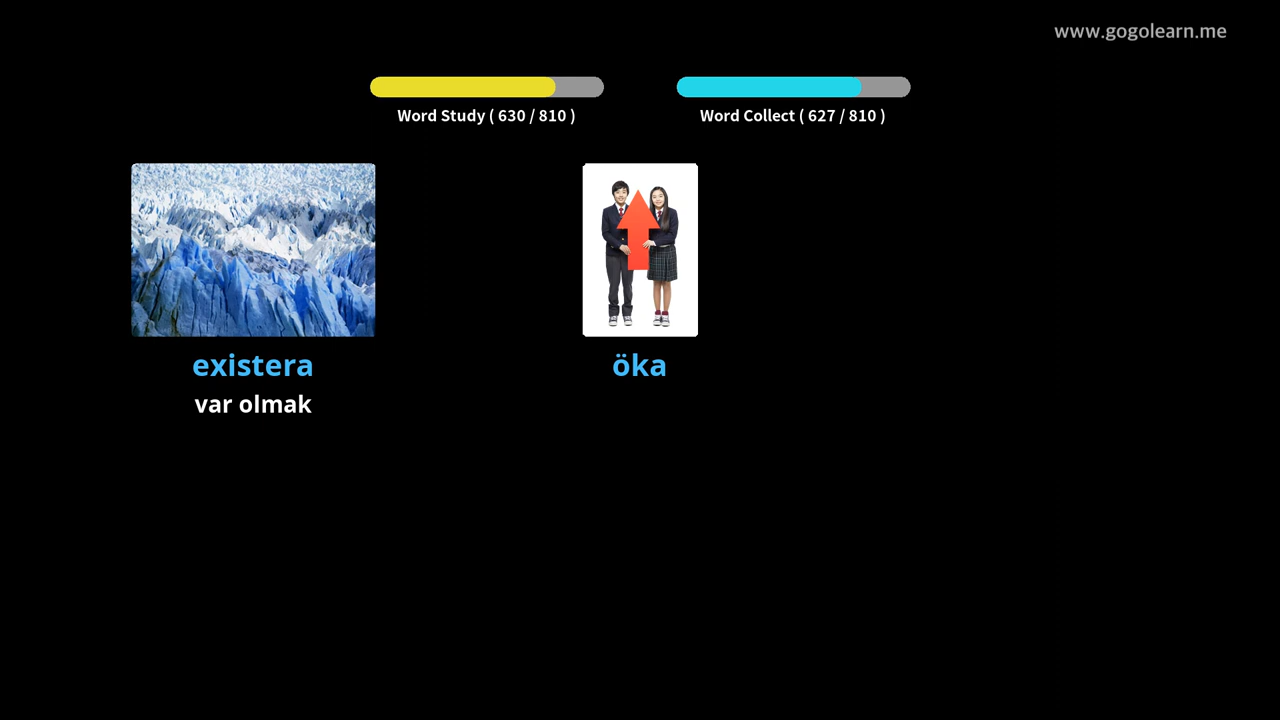 www.gogolearn.me
Word Study ( 630 / 810 )
Word Collect ( 627 / 810 )
existera
var olmak
öka